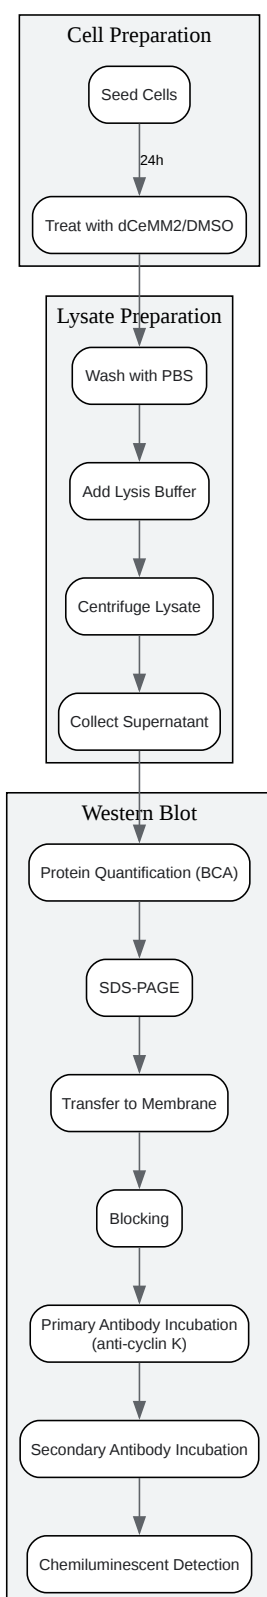 Cell Preparation
Seed Cells
24h
Treat with dCeMM2/DMSO
Lysate Preparation
Wash with PBS
Add Lysis Buffer
Centrifuge Lysate
Collect Supernatant
Western Blot
Protein Quantification (BCA)
SDS-PAGE
Transfer to Membrane
Blocking
Primary Antibody Incubation
(anti-cyclin K)
Secondary Antibody Incubation
Chemiluminescent Detection